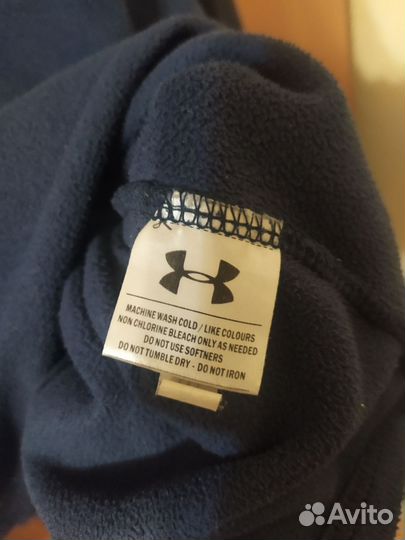 MACHINE WASH COLD / LIKE COLOURS
NON CHLORINE BLEACH ONLY AS NEEDED
DO NOT USE SOFTNERS
DO NOT TUMBLE DRY - DO NOT IRON
Avito